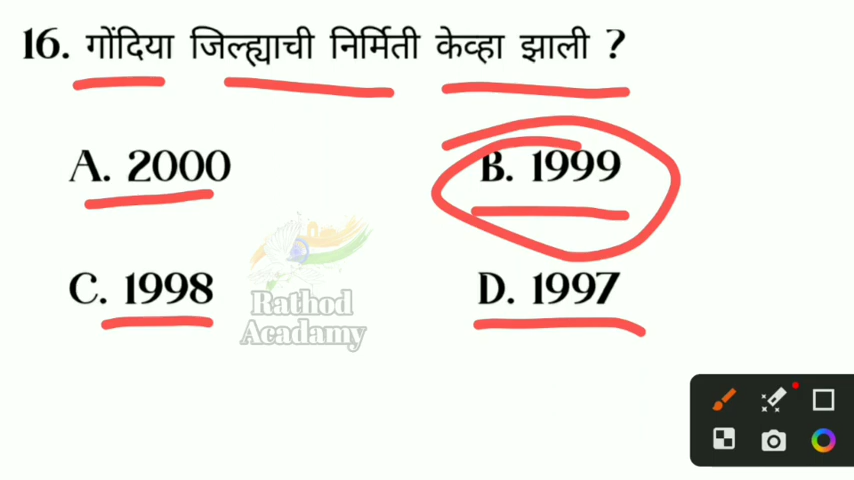 16. गोंदिया जिल्ह्याची निर्मिती केव्हा झाली ?
A. 2000 B. 1999
C. 1998 D. 1997
Rathod
Acadamy